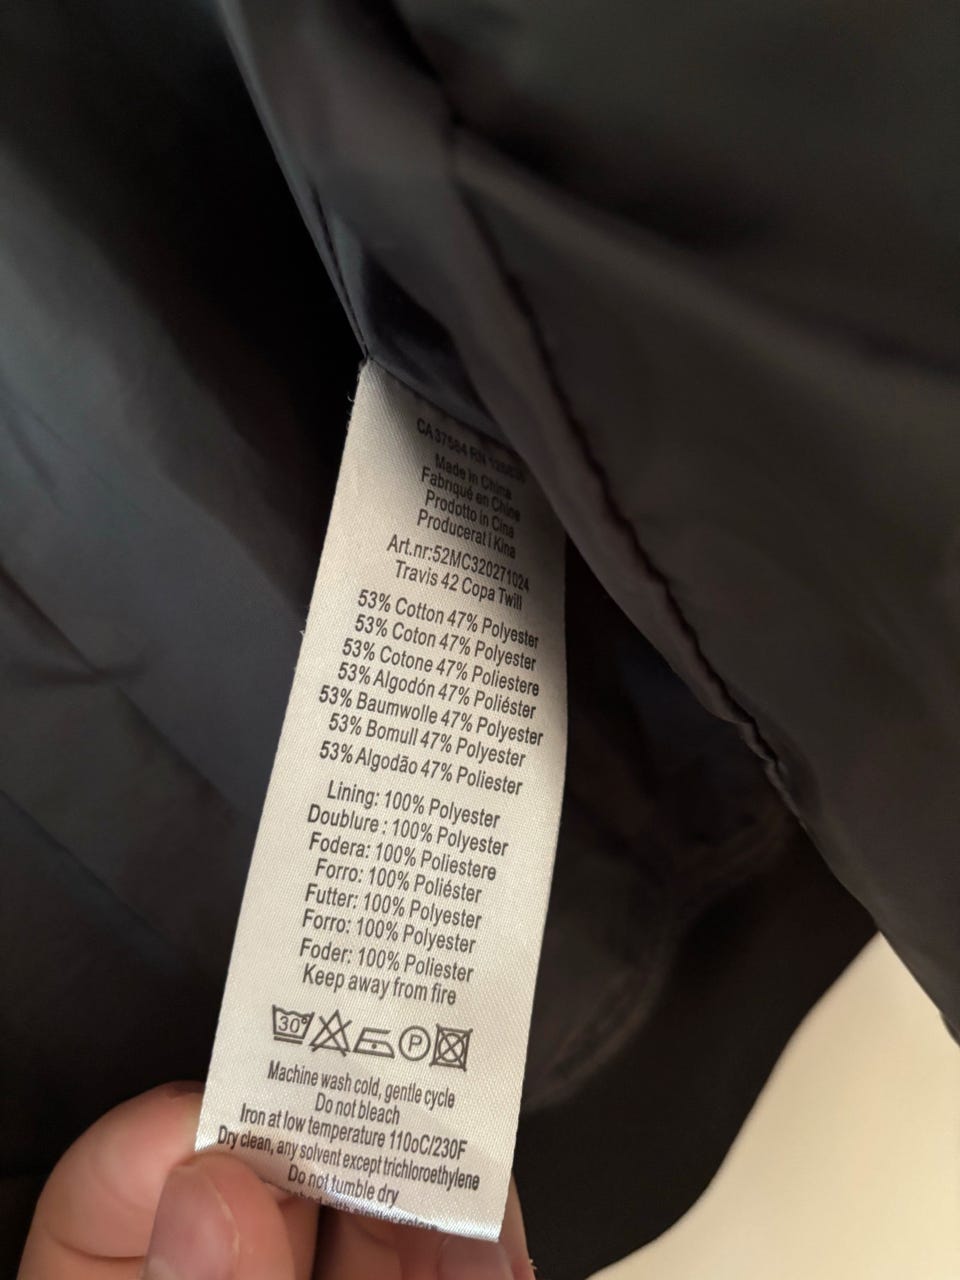 CA 37584 RN
Made in China
Fabriqué en Chine
Prodotto in Cina
Producerat i Kina
Art.nr:52MC320271024
Travis 42 Copa Twill
53% Cotton 47% Polyester
53% Coton 47% Polyester
53% Cotone 47% Poliestere
53% Algodón 47% Poliéster
53% Baumwolle 47% Polyester
53% Bomull 47% Polyester
53% Algodão 47% Poliester
Lining: 100% Polyester
Doublure : 100% Polyester
Fodera: 100% Poliestere
Forro: 100% Poliéster
Futter: 100% Polyester
Forro: 100% Polyester
Foder: 100% Poliester
Keep away from fire
30° P
Machine wash cold, gentle cycle
Do not bleach
Iron at low temperature 110oC/230F
Dry clean, any solvent except trichloroethylene
Do not tumble dry